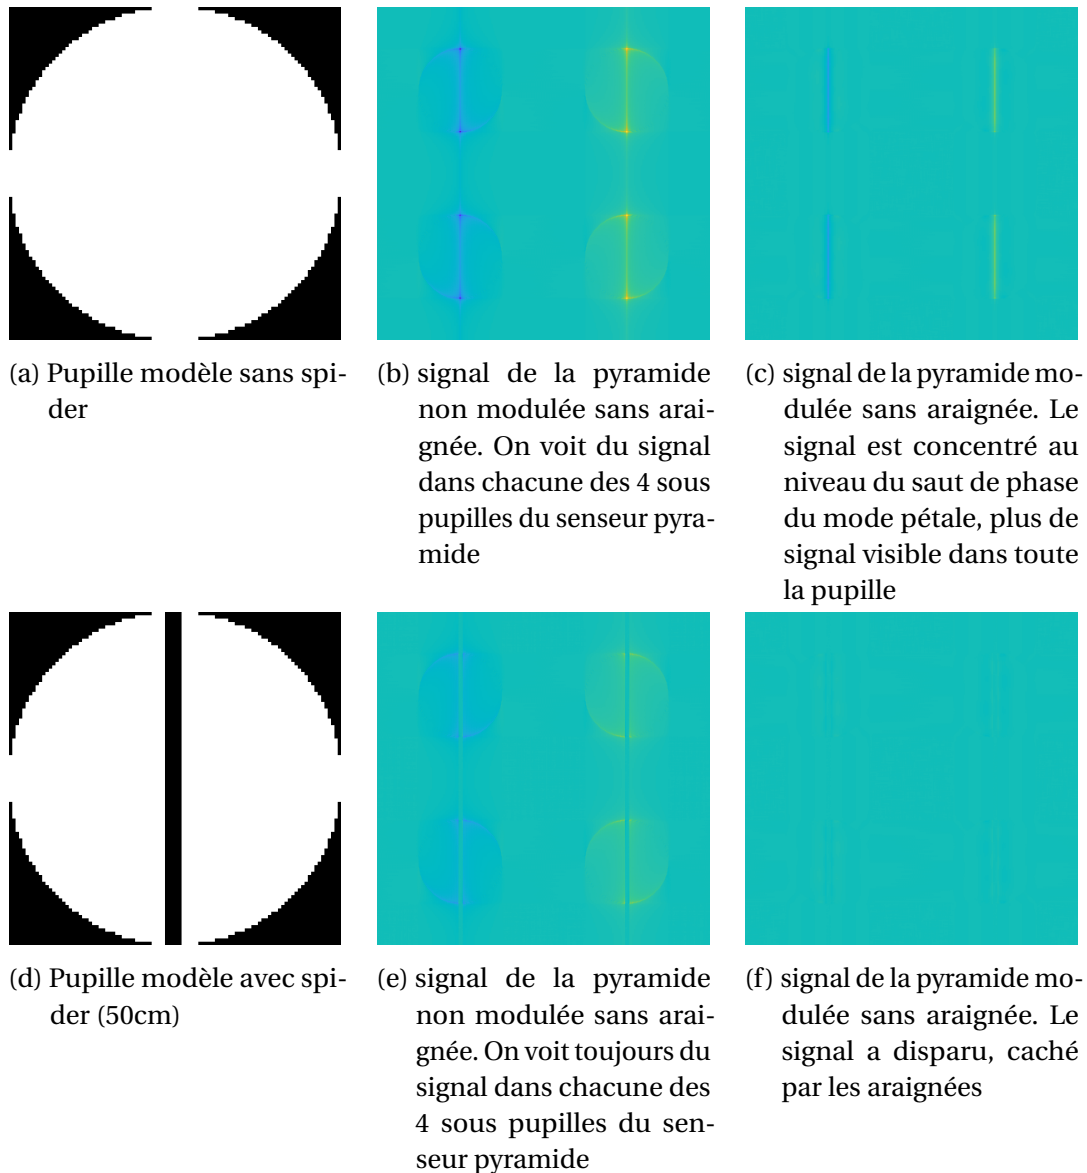 (a) Pupille modèle sans spi-
der
(b) signal de la pyramide
non modulée sans arai-
gnée. On voit du signal
dans chacune des 4 sous
pupilles du senseur pyra-
mide
(c) signal de la pyramide mo-
dulée sans araignée. Le
signal est concentré au
niveau du saut de phase
du mode pétale, plus de
signal visible dans toute
la pupille
(d) Pupille modèle avec spi-
der (50cm)
(e) signal de la pyramide
non modulée sans arai-
gnée. On voit toujours du
signal dans chacune des
4 sous pupilles du sen-
seur pyramide
(f) signal de la pyramide mo-
dulée sans araignée. Le
signal a disparu, caché
par les araignées